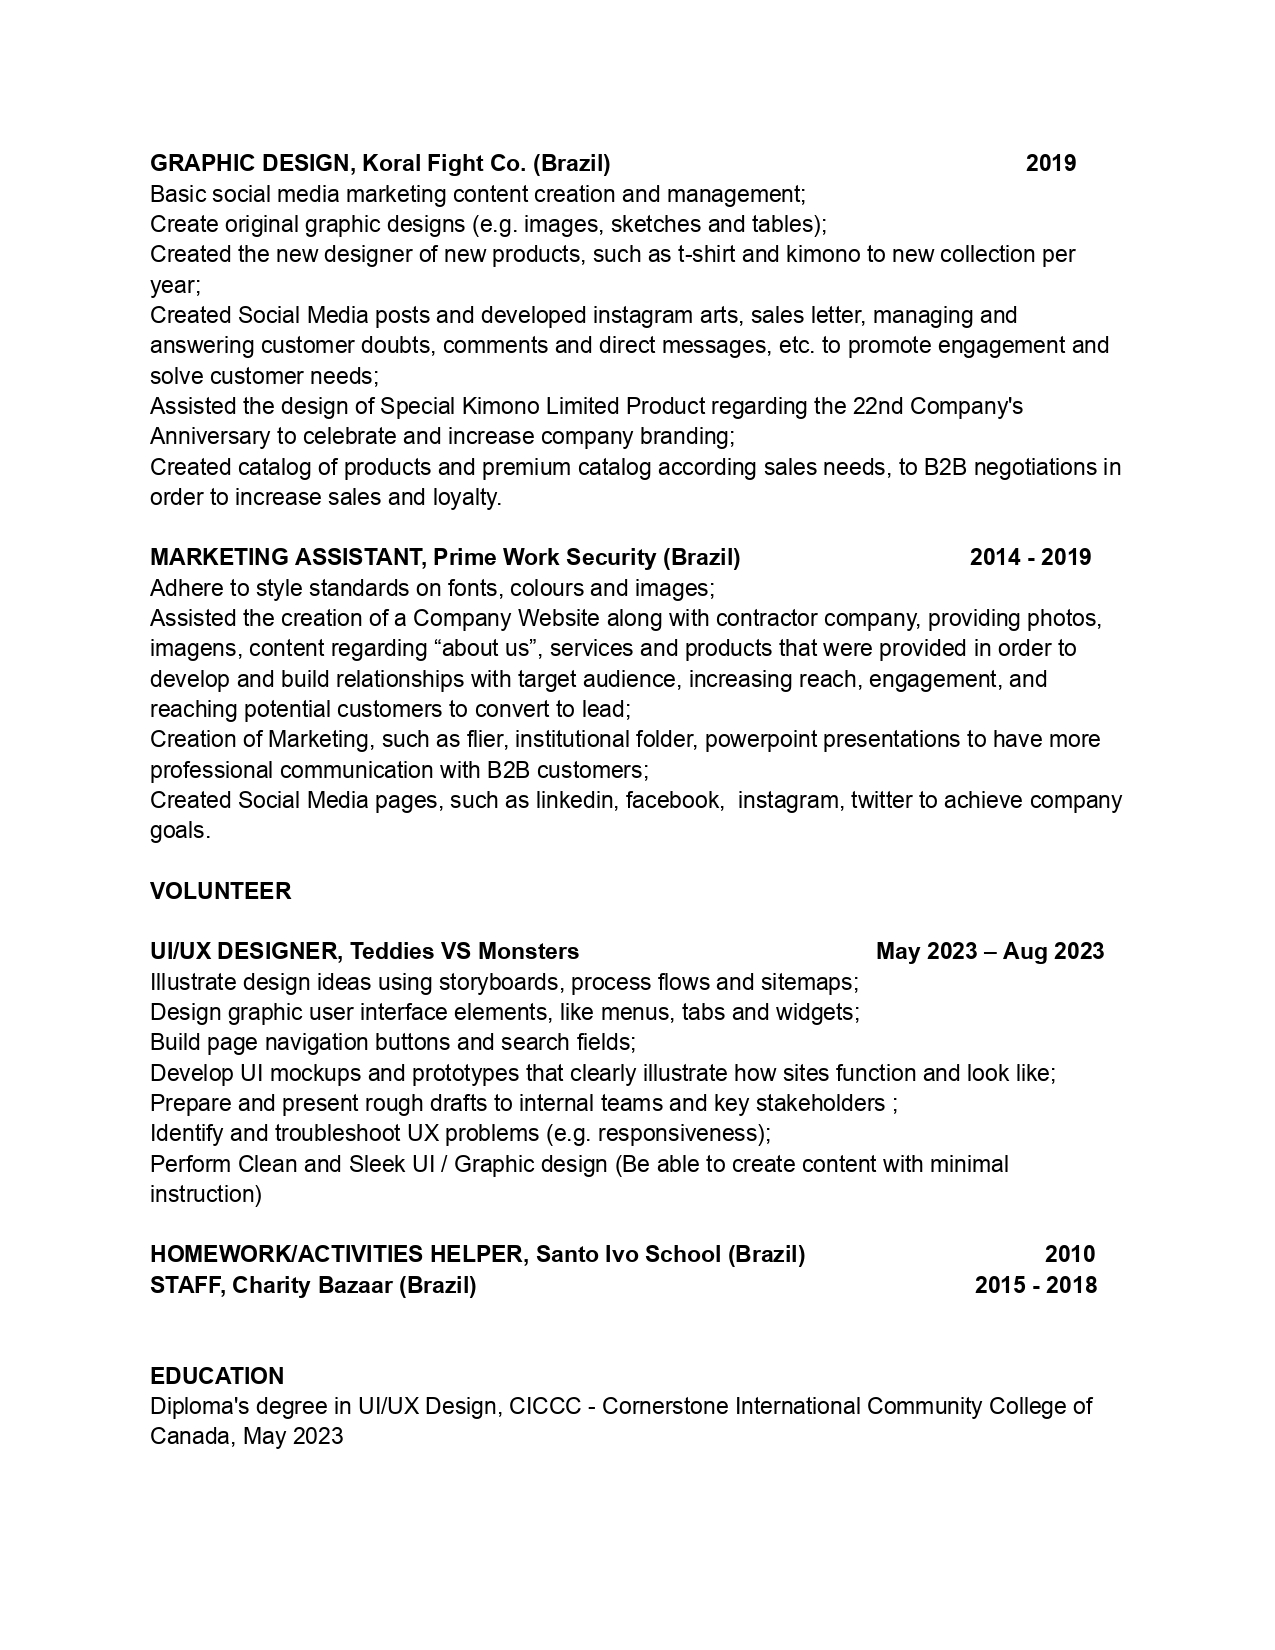 GRAPHIC DESIGN, Koral Fight Co. (Brazil) 2019
Basic social media marketing content creation and management;
Create original graphic designs (e.g. images, sketches and tables);
Created the new designer of new products, such as t-shirt and kimono to new collection per
year;
Created Social Media posts and developed instagram arts, sales letter, managing and
answering customer doubts, comments and direct messages, etc. to promote engagement and
solve customer needs;
Assisted the design of Special Kimono Limited Product regarding the 22nd Company's
Anniversary to celebrate and increase company branding;
Created catalog of products and premium catalog according sales needs, to B2B negotiations in
order to increase sales and loyalty.
MARKETING ASSISTANT, Prime Work Security (Brazil) 2014 - 2019
Adhere to style standards on fonts, colours and images;
Assisted the creation of a Company Website along with contractor company, providing photos,
imagens, content regarding “about us”, services and products that were provided in order to
develop and build relationships with target audience, increasing reach, engagement, and
reaching potential customers to convert to lead;
Creation of Marketing, such as flier, institutional folder, powerpoint presentations to have more
professional communication with B2B customers;
Created Social Media pages, such as linkedin, facebook,  instagram, twitter to achieve company
goals.
VOLUNTEER
UI/UX DESIGNER, Teddies VS Monsters May 2023 – Aug 2023
Illustrate design ideas using storyboards, process flows and sitemaps;
Design graphic user interface elements, like menus, tabs and widgets;
Build page navigation buttons and search fields;
Develop UI mockups and prototypes that clearly illustrate how sites function and look like;
Prepare and present rough drafts to internal teams and key stakeholders ;
Identify and troubleshoot UX problems (e.g. responsiveness);
Perform Clean and Sleek UI / Graphic design (Be able to create content with minimal
instruction)
HOMEWORK/ACTIVITIES HELPER, Santo Ivo School (Brazil) 2010
STAFF, Charity Bazaar (Brazil) 2015 - 2018
EDUCATION
Diploma's degree in UI/UX Design, CICCC - Cornerstone International Community College of
Canada, May 2023